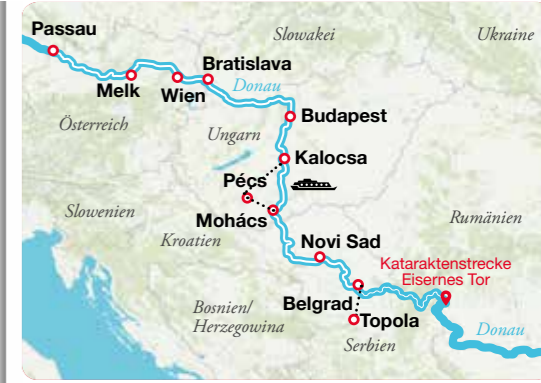 Passau
Slowakei
Ukraine
Bratislava
Melk
Wien
Donau
Österreich
Budapest
Ungarn
Kalocsa
Pécs
Slowenien
Mohács
Rumänien
Kroatien
Novi Sad
Kataraktenstrecke
Eisernes Tor
Bosnien/
Herzegowina
Belgrad
Topola
Donau
Serbien